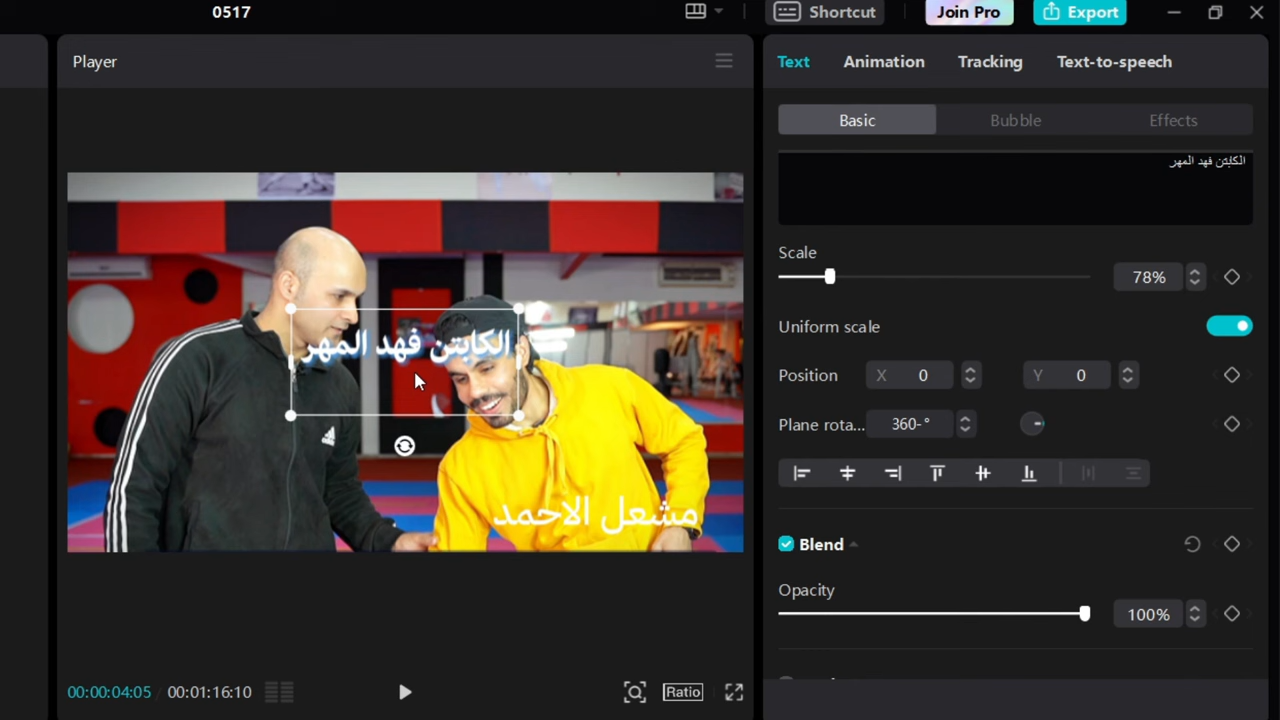 0517
Shortcut
Join Pro
Export
Player
Text
Animation
Tracking
Text-to-speech
Basic
Bubble
Effects
الكابتن فهد المهر
Scale
78%
Uniform scale
Position
X 0
Y 0
Plane rota...
360-°
Blend
Opacity
100%
الكابتن فهد المهر
adidas
مشعل الاحمد
00:00:04:05 / 00:01:16:10
Ratio